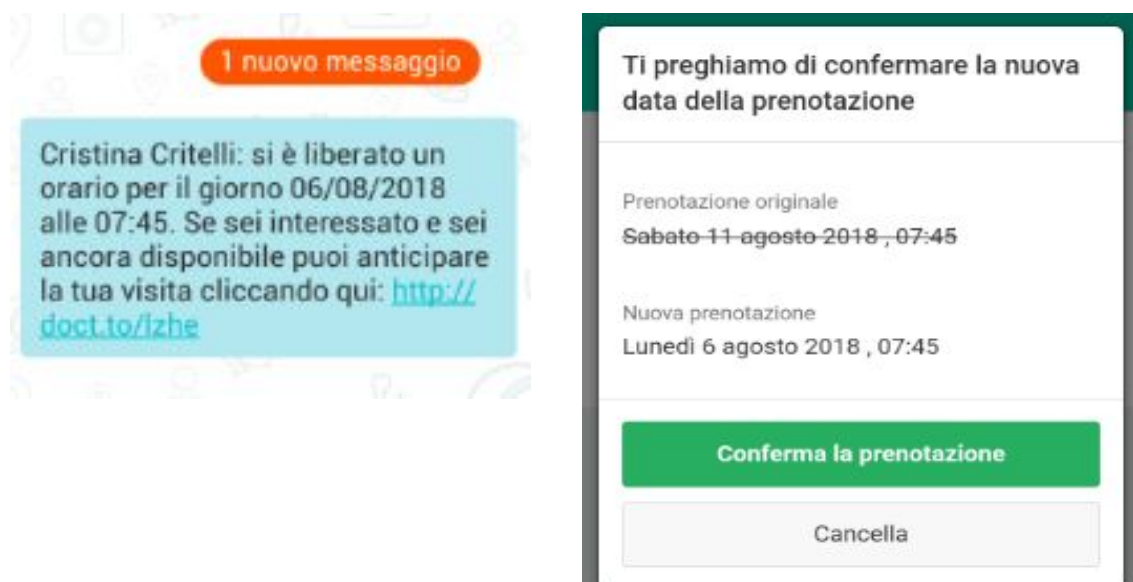 1 nuovo messaggio
Cristina Critelli: si è liberato un
orario per il giorno 06/08/2018
alle 07:45. Se sei interessato e sei
ancora disponibile puoi anticipare
la tua visita cliccando qui: http://
doct.to/lzhe
Ti preghiamo di confermare la nuova
data della prenotazione
Prenotazione originale
Sabato 11 agosto 2018 , 07:45
Nuova prenotazione
Lunedì 6 agosto 2018 , 07:45
Conferma la prenotazione
Cancella